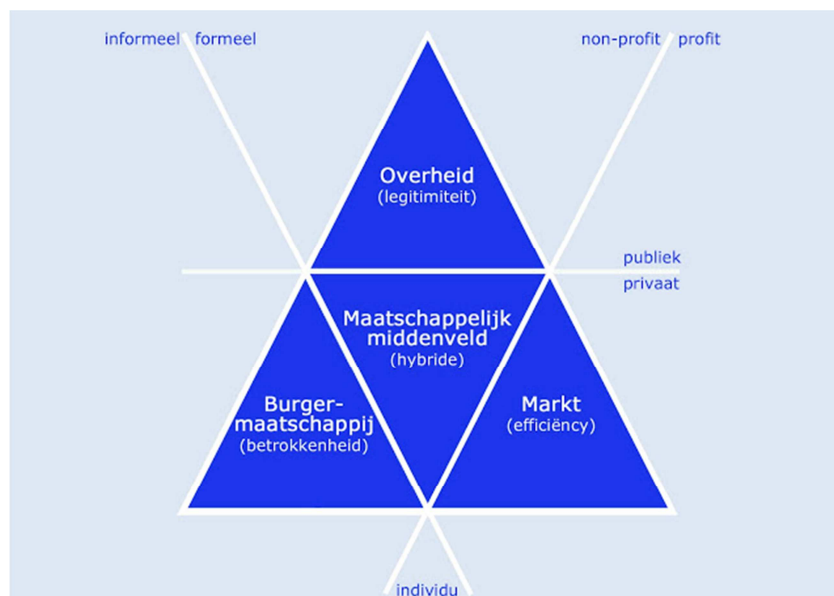 informeel formeel
non-profit profit
Overheid
(legitimiteit)
publiek
privaat
Maatschappelijk
middenveld
(hybride)
Burger-
maatschappij
(betrokkenheid)
Markt
(efficiëncy)
individu